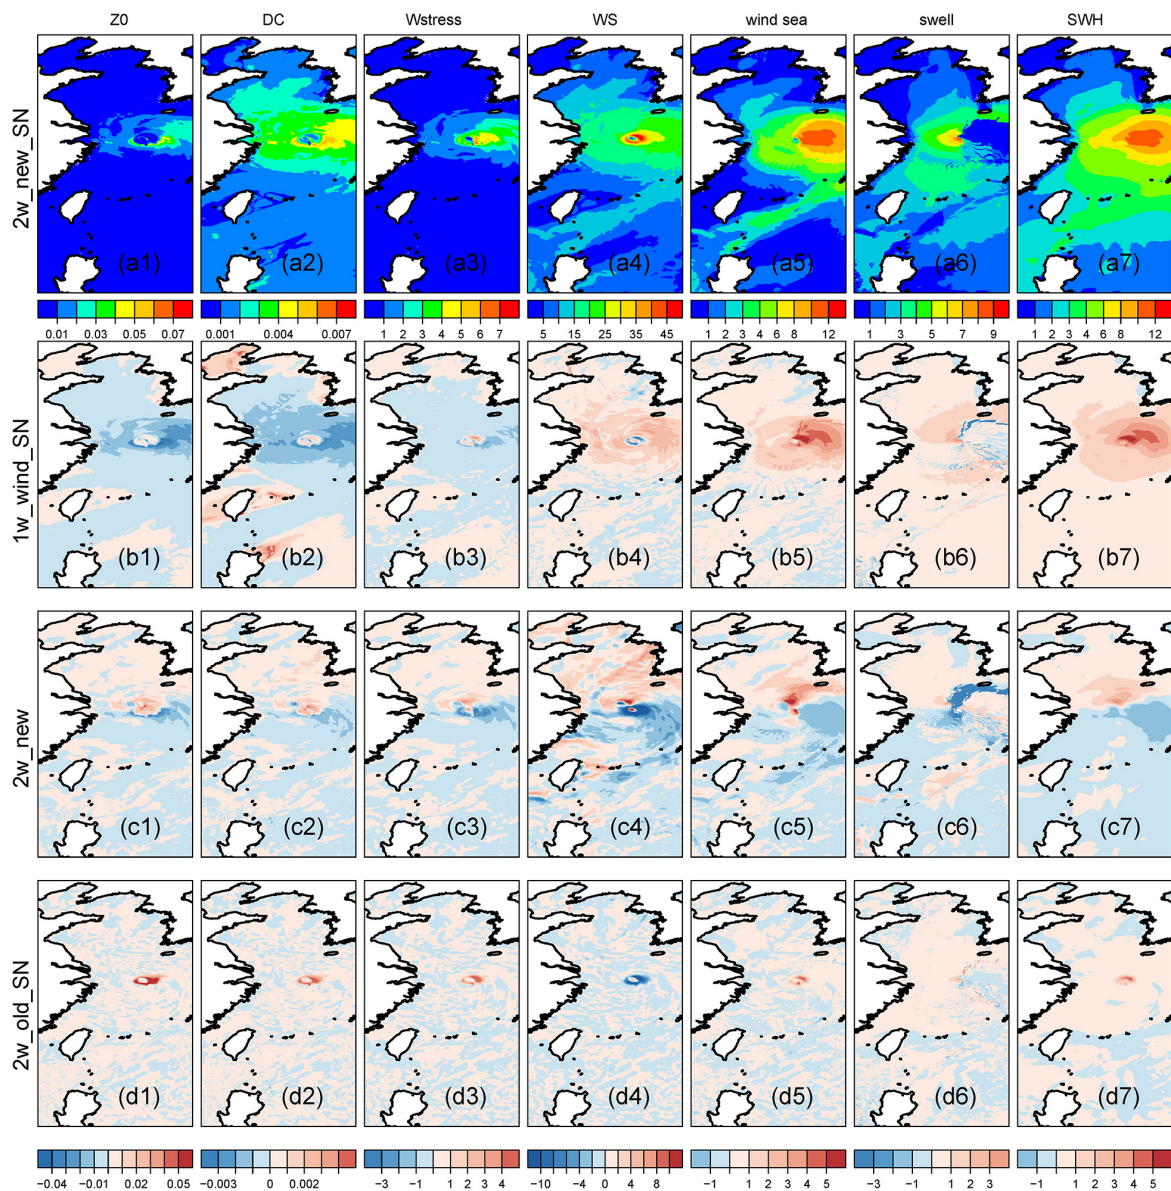 Z0 DC Wstress WS wind sea swell SWH
2w_new_SN
(a1) (a2) (a3) (a4) (a5) (a6) (a7)
0.01 0.03 0.05 0.07 0.001 0.004 0.007 1 2 3 4 5 6 7 5 15 25 35 45 1 2 3 4 6 8 12 1 3 5 7 9 1 2 4 6 8 12
1w_wind_SN
(b1) (b2) (b3) (b4) (b5) (b6) (b7)
2w_new
(c1) (c2) (c3) (c4) (c5) (c6) (c7)
2w_old_SN
(d1) (d2) (d3) (d4) (d5) (d6) (d7)
−0.04 −0.01 0.02 0.05 −0.003 0 0.002 −3 −1 0 1 2 3 4 −10 −4 0 4 8 −1 0 1 2 3 4 5 −3 −1 0 1 2 3 −1 0 1 2 3 4 5